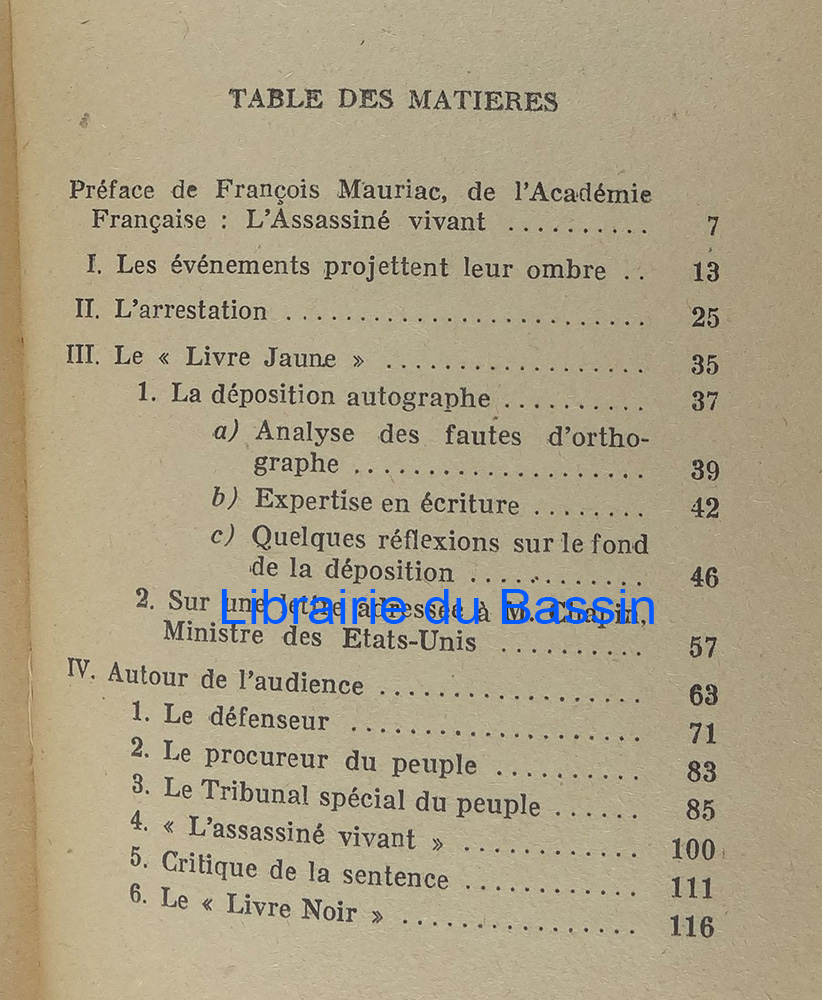 TABLE DES MATIERES
Préface de François Mauriac, de l'Académie
Française : L'Assassiné vivant .......... 7
I. Les événements projettent leur ombre .. 13
II. L'arrestation ........................ 25
III. Le « Livre Jaune » ................... 35
1. La déposition autographe .......... 37
a) Analyse des fautes d'ortho-
graphe ................... 39
b) Expertise en écriture ........ 42
c) Quelques réflexions sur le fond
de la déposition ............ 46
2. Sur une lettre adressée à M. Chapin,
Ministre des Etats-Unis .......... 57
Librairie du Bassin
IV. Autour de l'audience .................. 63
1. Le défenseur .................... 71
2. Le procureur du peuple .......... 83
3. Le Tribunal spécial du peuple ...... 85
4. « L'assassiné vivant » ............ 100
5. Critique de la sentence ............ 111
6. Le « Livre Noir » ................ 116